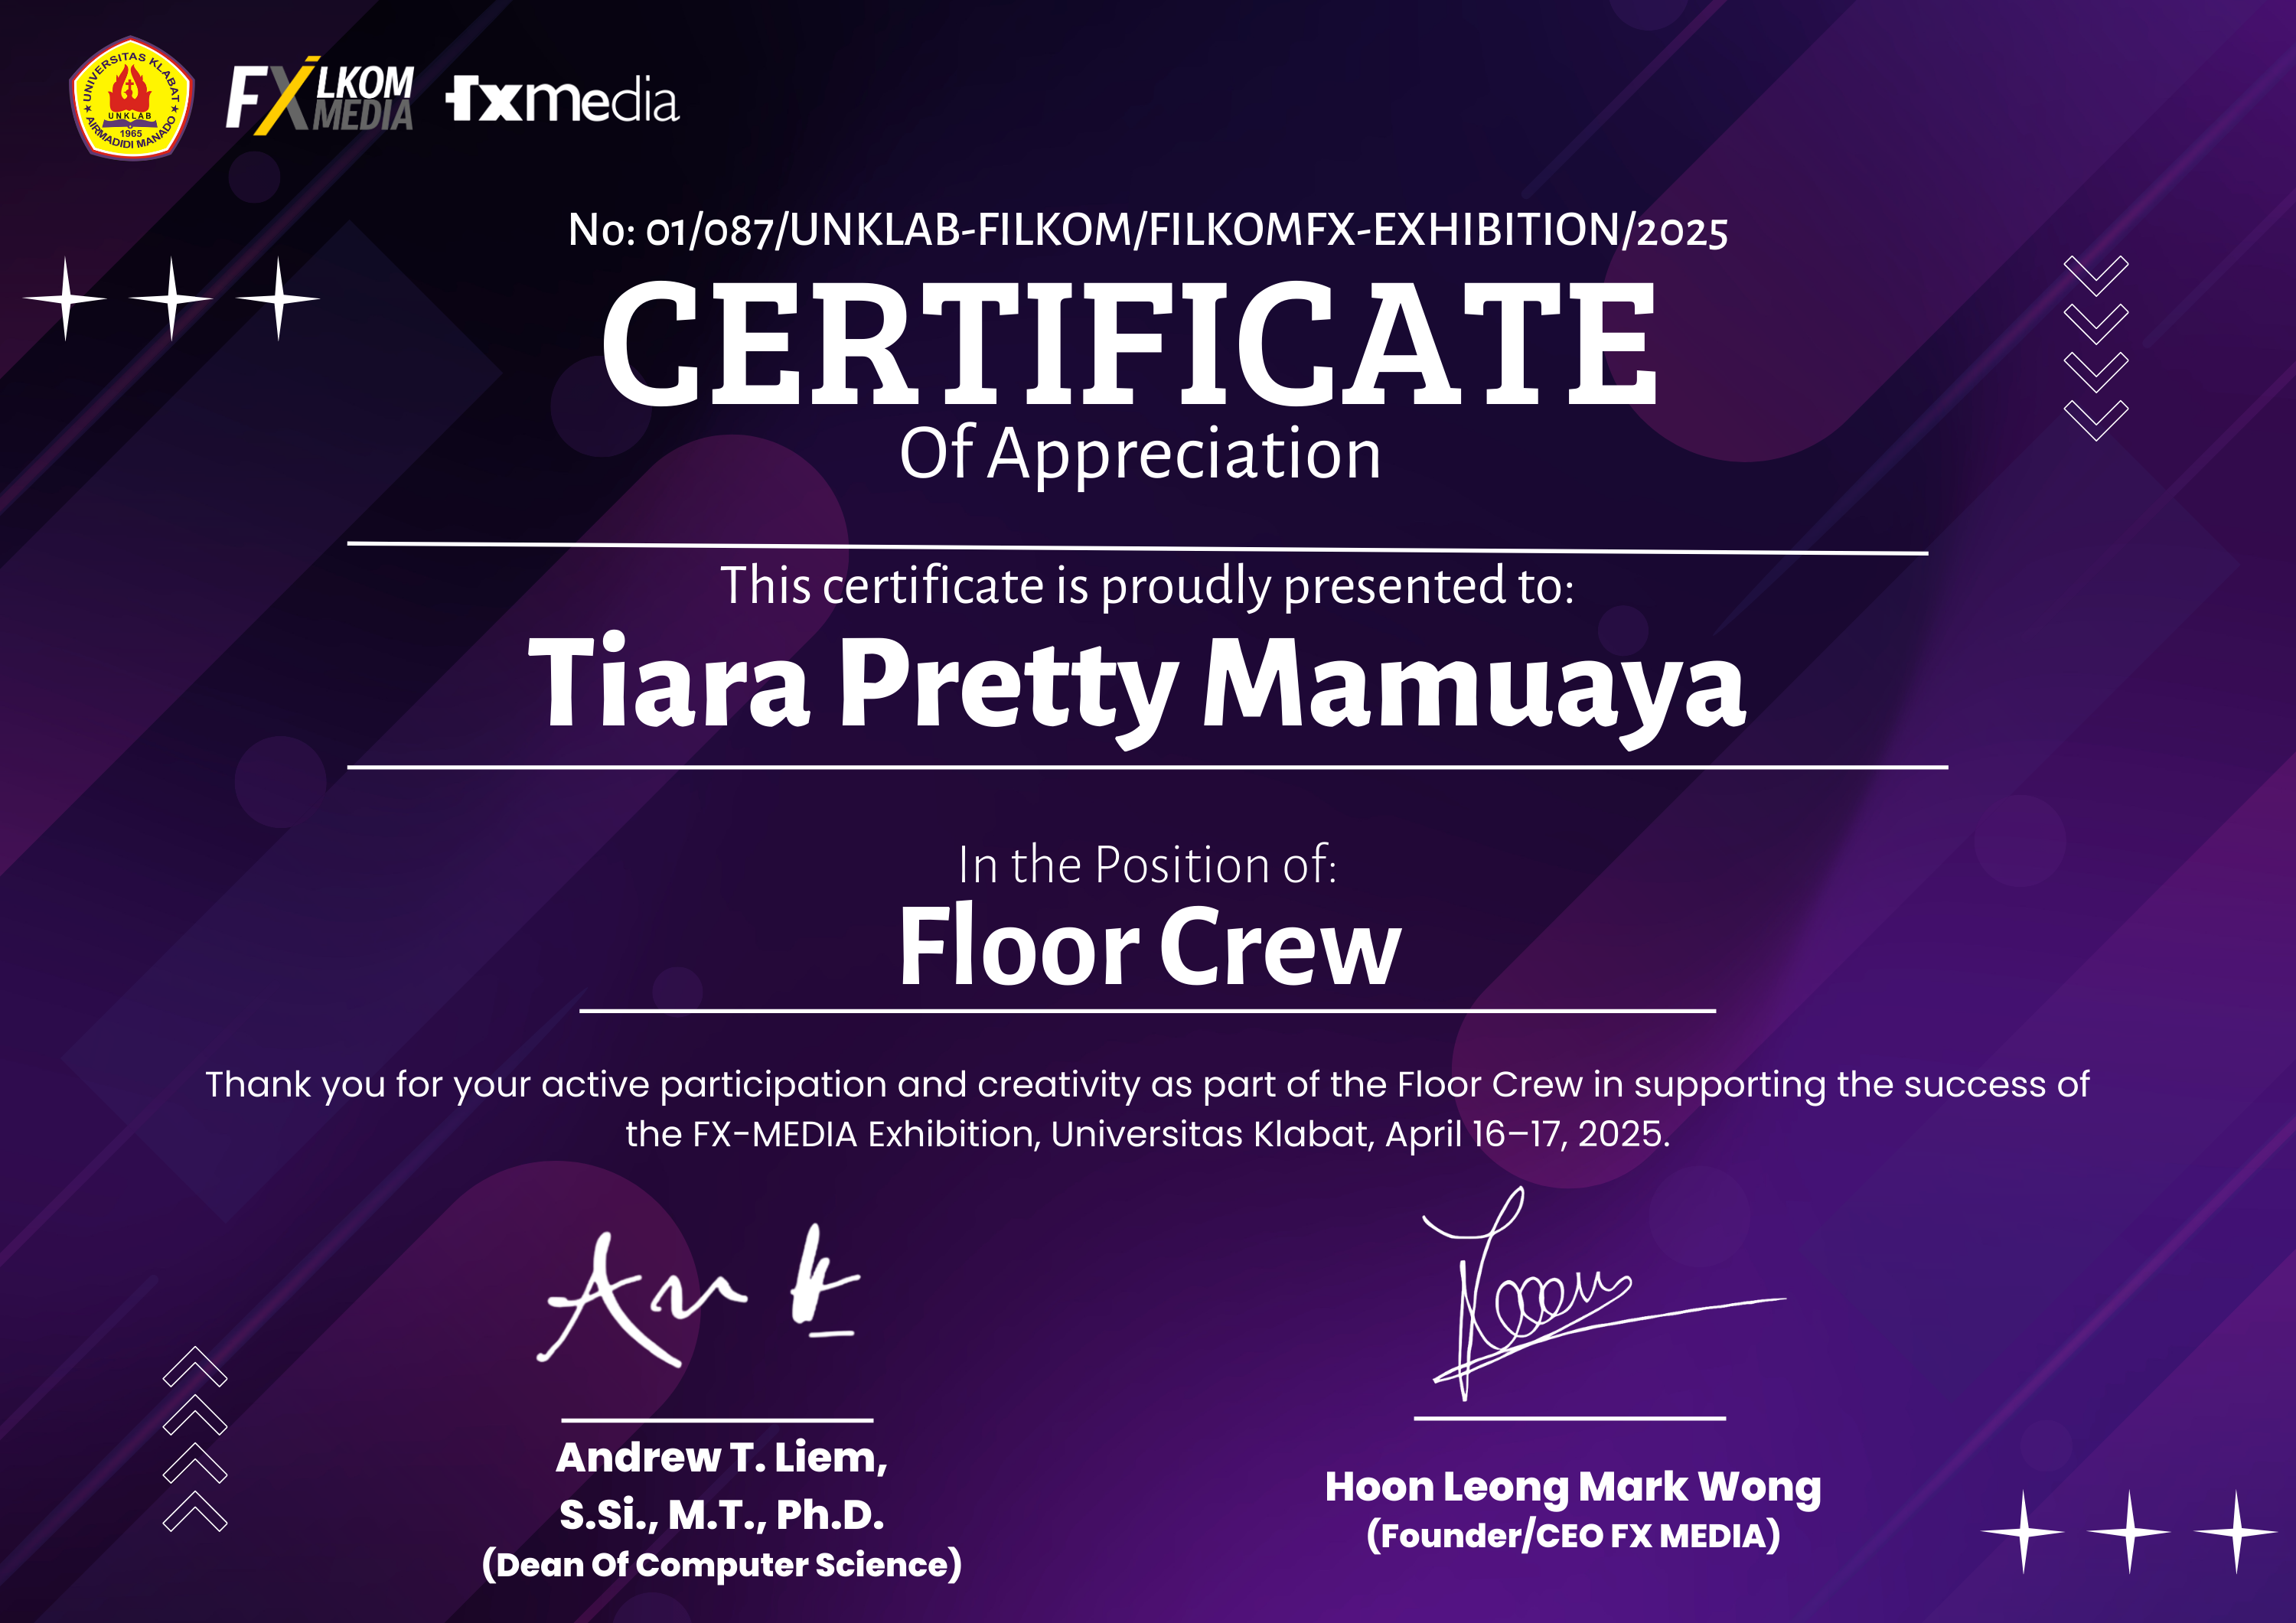 UNIVERSITAS KLABAT
UNKLAB
1965
AIRMADIDI MANADO
FXILKOM
MEDIA
fxmedia
No: 01/087/UNKLAB-FILKOM/FILKOMFX-EXHIBITION/2025
CERTIFICATE
Of Appreciation
This certificate is proudly presented to:
Tiara Pretty Mamuaya
In the Position of:
Floor Crew
Thank you for your active participation and creativity as part of the Floor Crew in supporting the success of
the FX-MEDIA Exhibition, Universitas Klabat, April 16–17, 2025.
Andrew T. Liem,
S.Si., M.T., Ph.D.
(Dean Of Computer Science)
Hoon Leong Mark Wong
(Founder/CEO FX MEDIA)